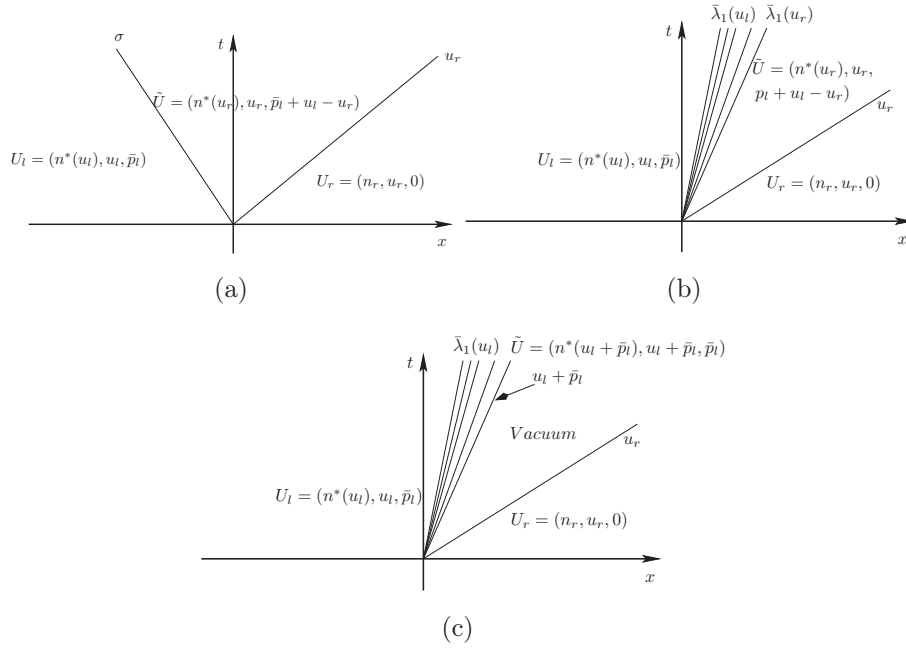 σ
t
u_r
Ũ = (n*(u_r), u_r, p̄_l + u_l − u_r)
U_l = (n*(u_l), u_l, p̄_l)
U_r = (n_r, u_r, 0)
x
(a)
λ̄_1(u_l) λ̄_1(u_r)
t
Ũ = (n*(u_r), u_r,
p_l + u_l − u_r)
u_r
U_l = (n*(u_l), u_l, p̄_l)
U_r = (n_r, u_r, 0)
x
(b)
λ̄_1(u_l) Ũ = (n*(u_l + p̄_l), u_l + p̄_l, p̄_l)
t
u_l + p̄_l
Vacuum
u_r
U_l = (n*(u_l), u_l, p̄_l)
U_r = (n_r, u_r, 0)
x
(c)